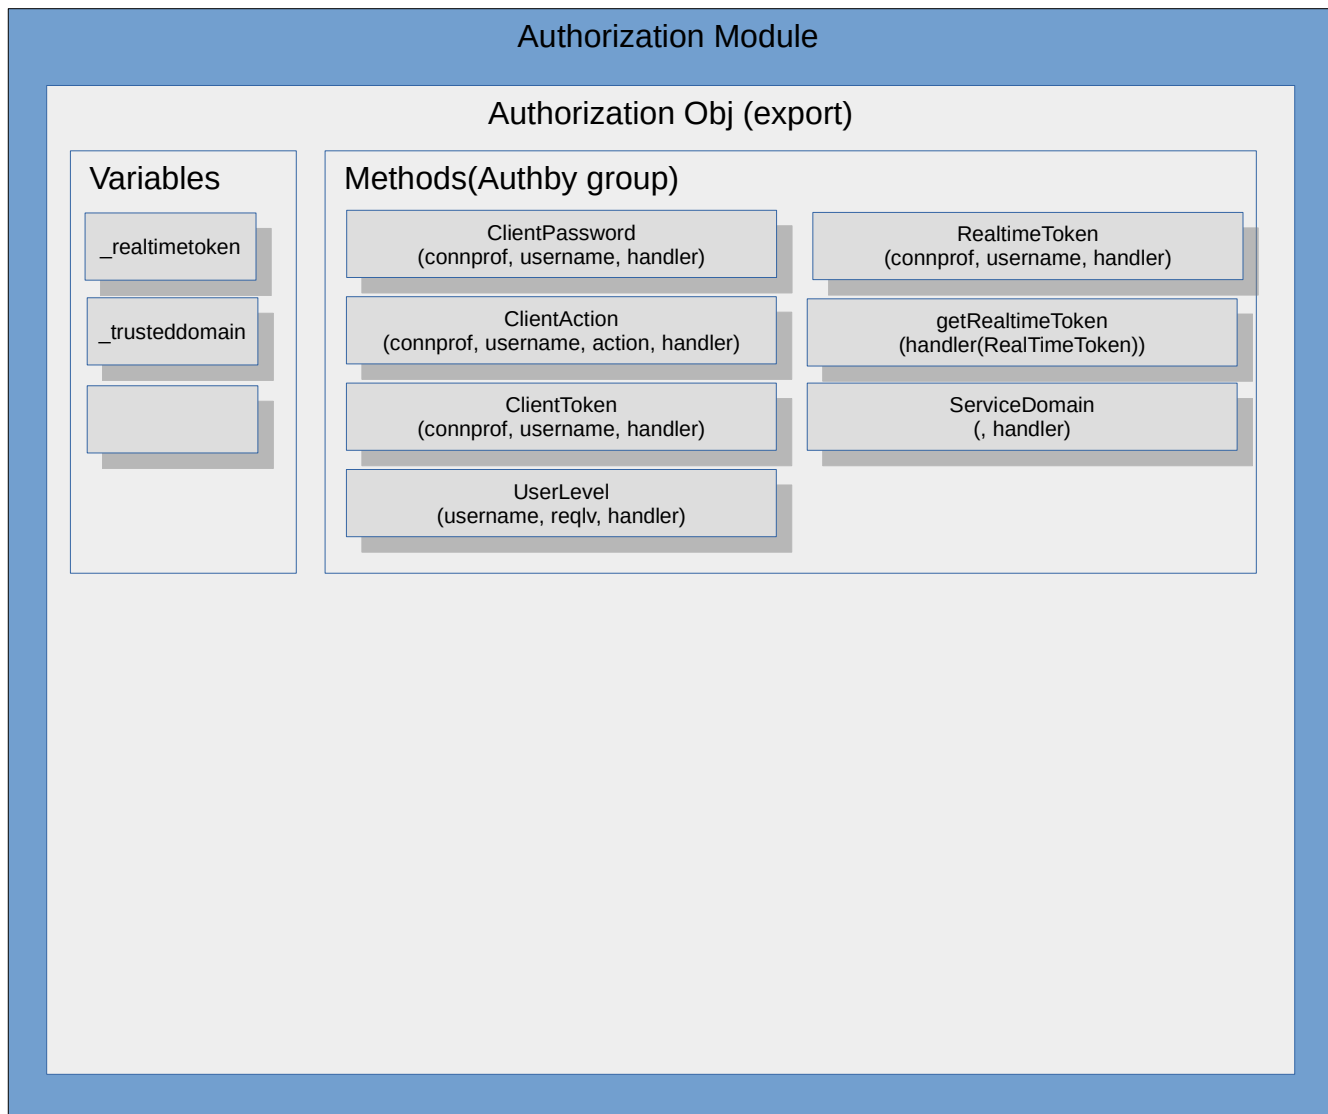 Authorization Module
Authorization Obj (export)
Variables
_realtimetoken
_trusteddomain
Methods(Authby group)
ClientPassword
(connprof, username, handler)
ClientAction
(connprof, username, action, handler)
ClientToken
(connprof, username, handler)
UserLevel
(username, reqlv, handler)
RealtimeToken
(connprof, username, handler)
getRealtimeToken
(handler(RealTimeToken))
ServiceDomain
(, handler)